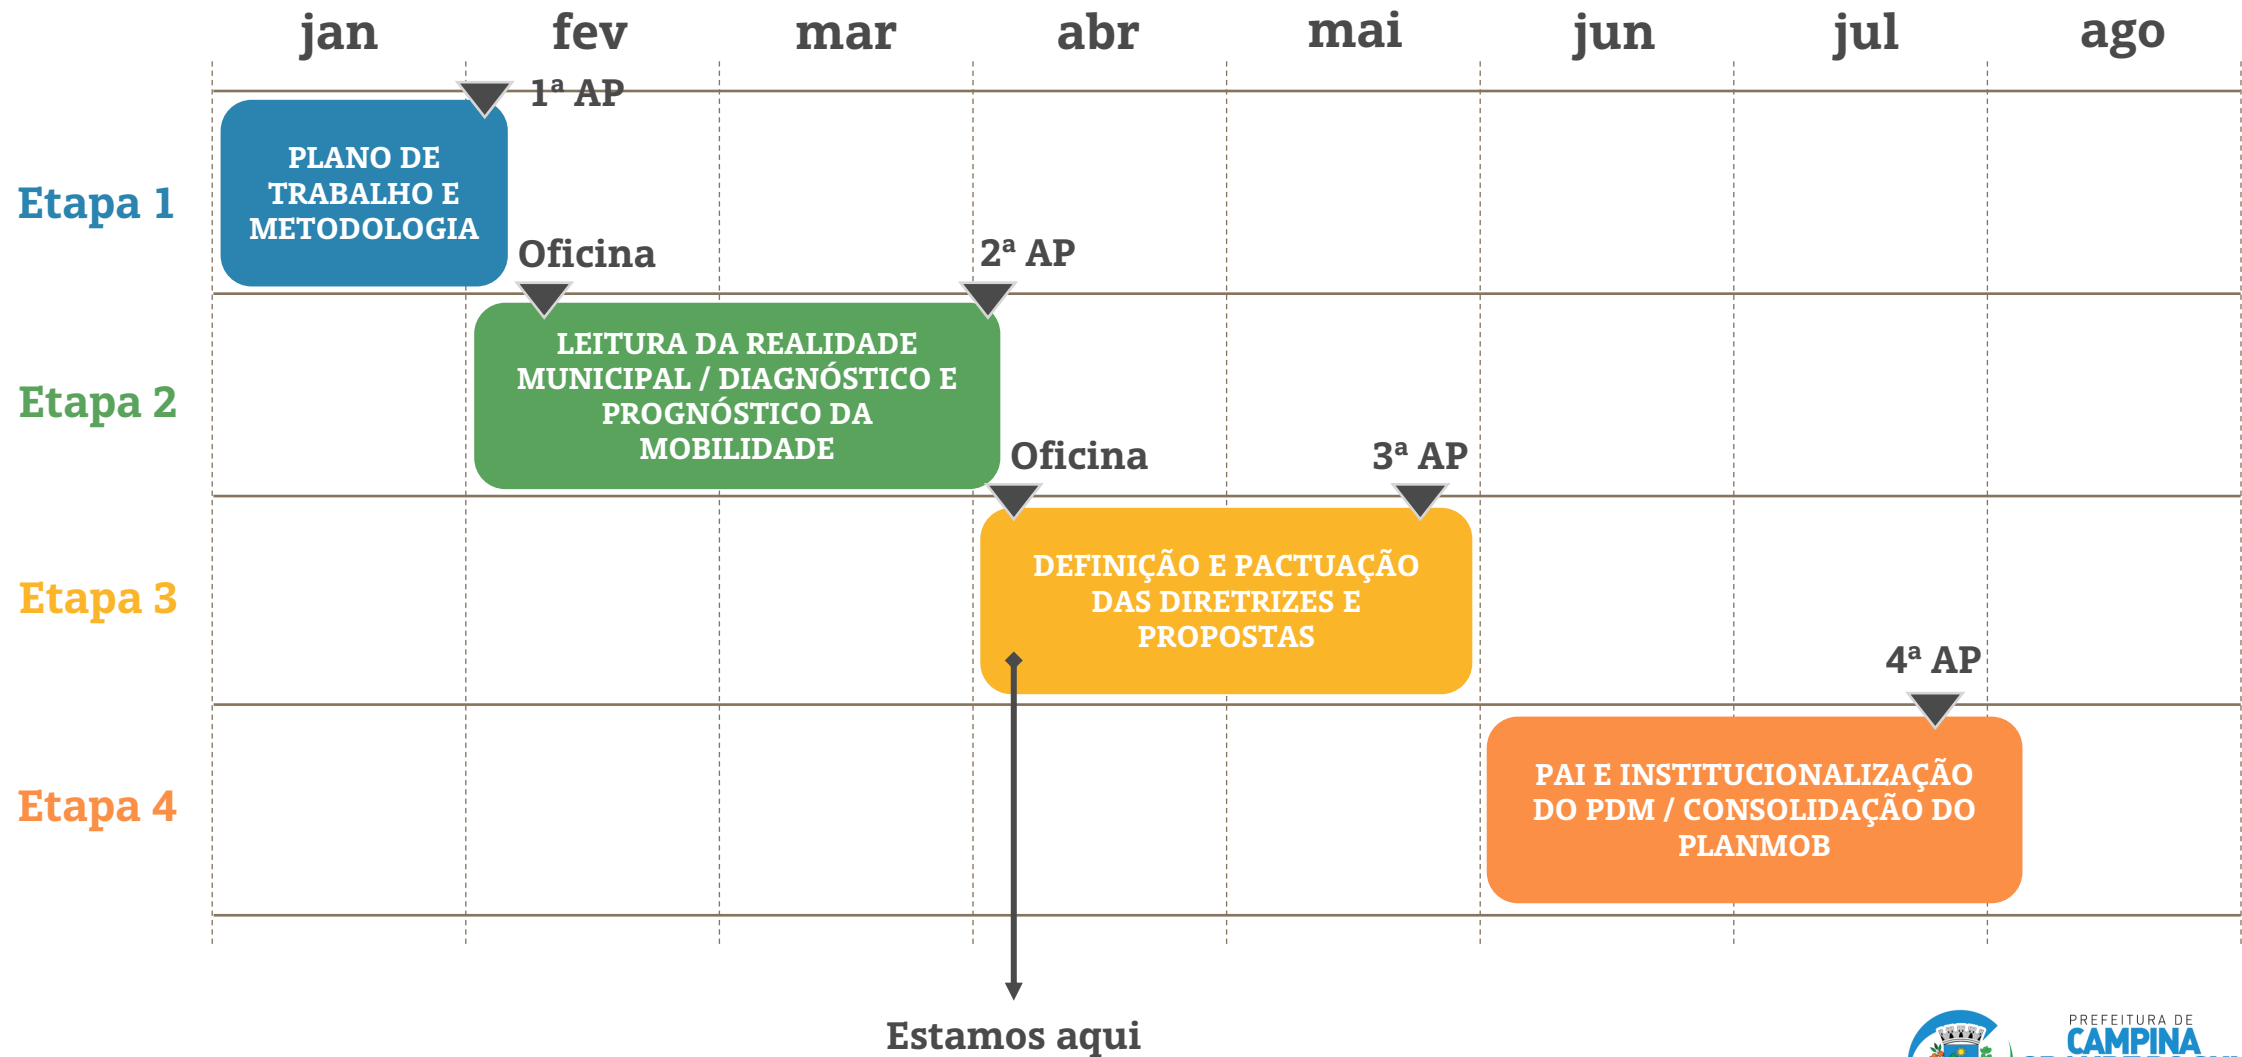 jan fev mar abr mai jun jul ago
1ª AP
Etapa 1
PLANO DE
TRABALHO E
METODOLOGIA
Oficina
2ª AP
Etapa 2
LEITURA DA REALIDADE
MUNICIPAL / DIAGNÓSTICO E
PROGNÓSTICO DA
MOBILIDADE
Oficina
3ª AP
Etapa 3
DEFINIÇÃO E PACTUAÇÃO
DAS DIRETRIZES E
PROPOSTAS
4ª AP
Etapa 4
PAI E INSTITUCIONALIZAÇÃO
DO PDM / CONSOLIDAÇÃO DO
PLANMOB
Estamos aqui
PREFEITURA DE
CAMPINA